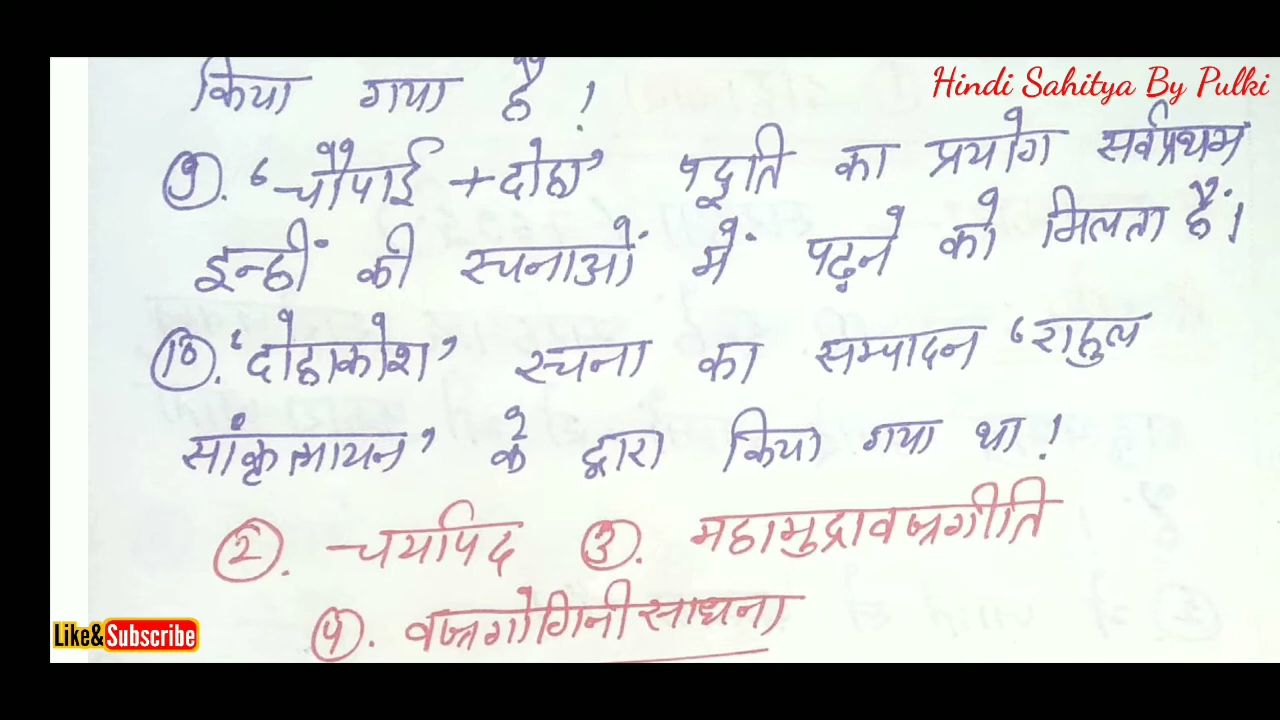 Hindi Sahitya By Pulki
किया गया है !
9. 'चौपाई + दोहा' पद्धति का प्रयोग सर्वप्रथम
इन्हीं की रचनाओं में पढ़ने को मिलता हैं।
10. 'दोहाकोश' रचना का सम्पादन 'राहुल
सांकृत्यायन' के द्वारा किया गया था !
2. चर्यापद 3. महामुद्रावज्रगीति
4. वज्रयोगिनीसाधना
Like&Subscribe